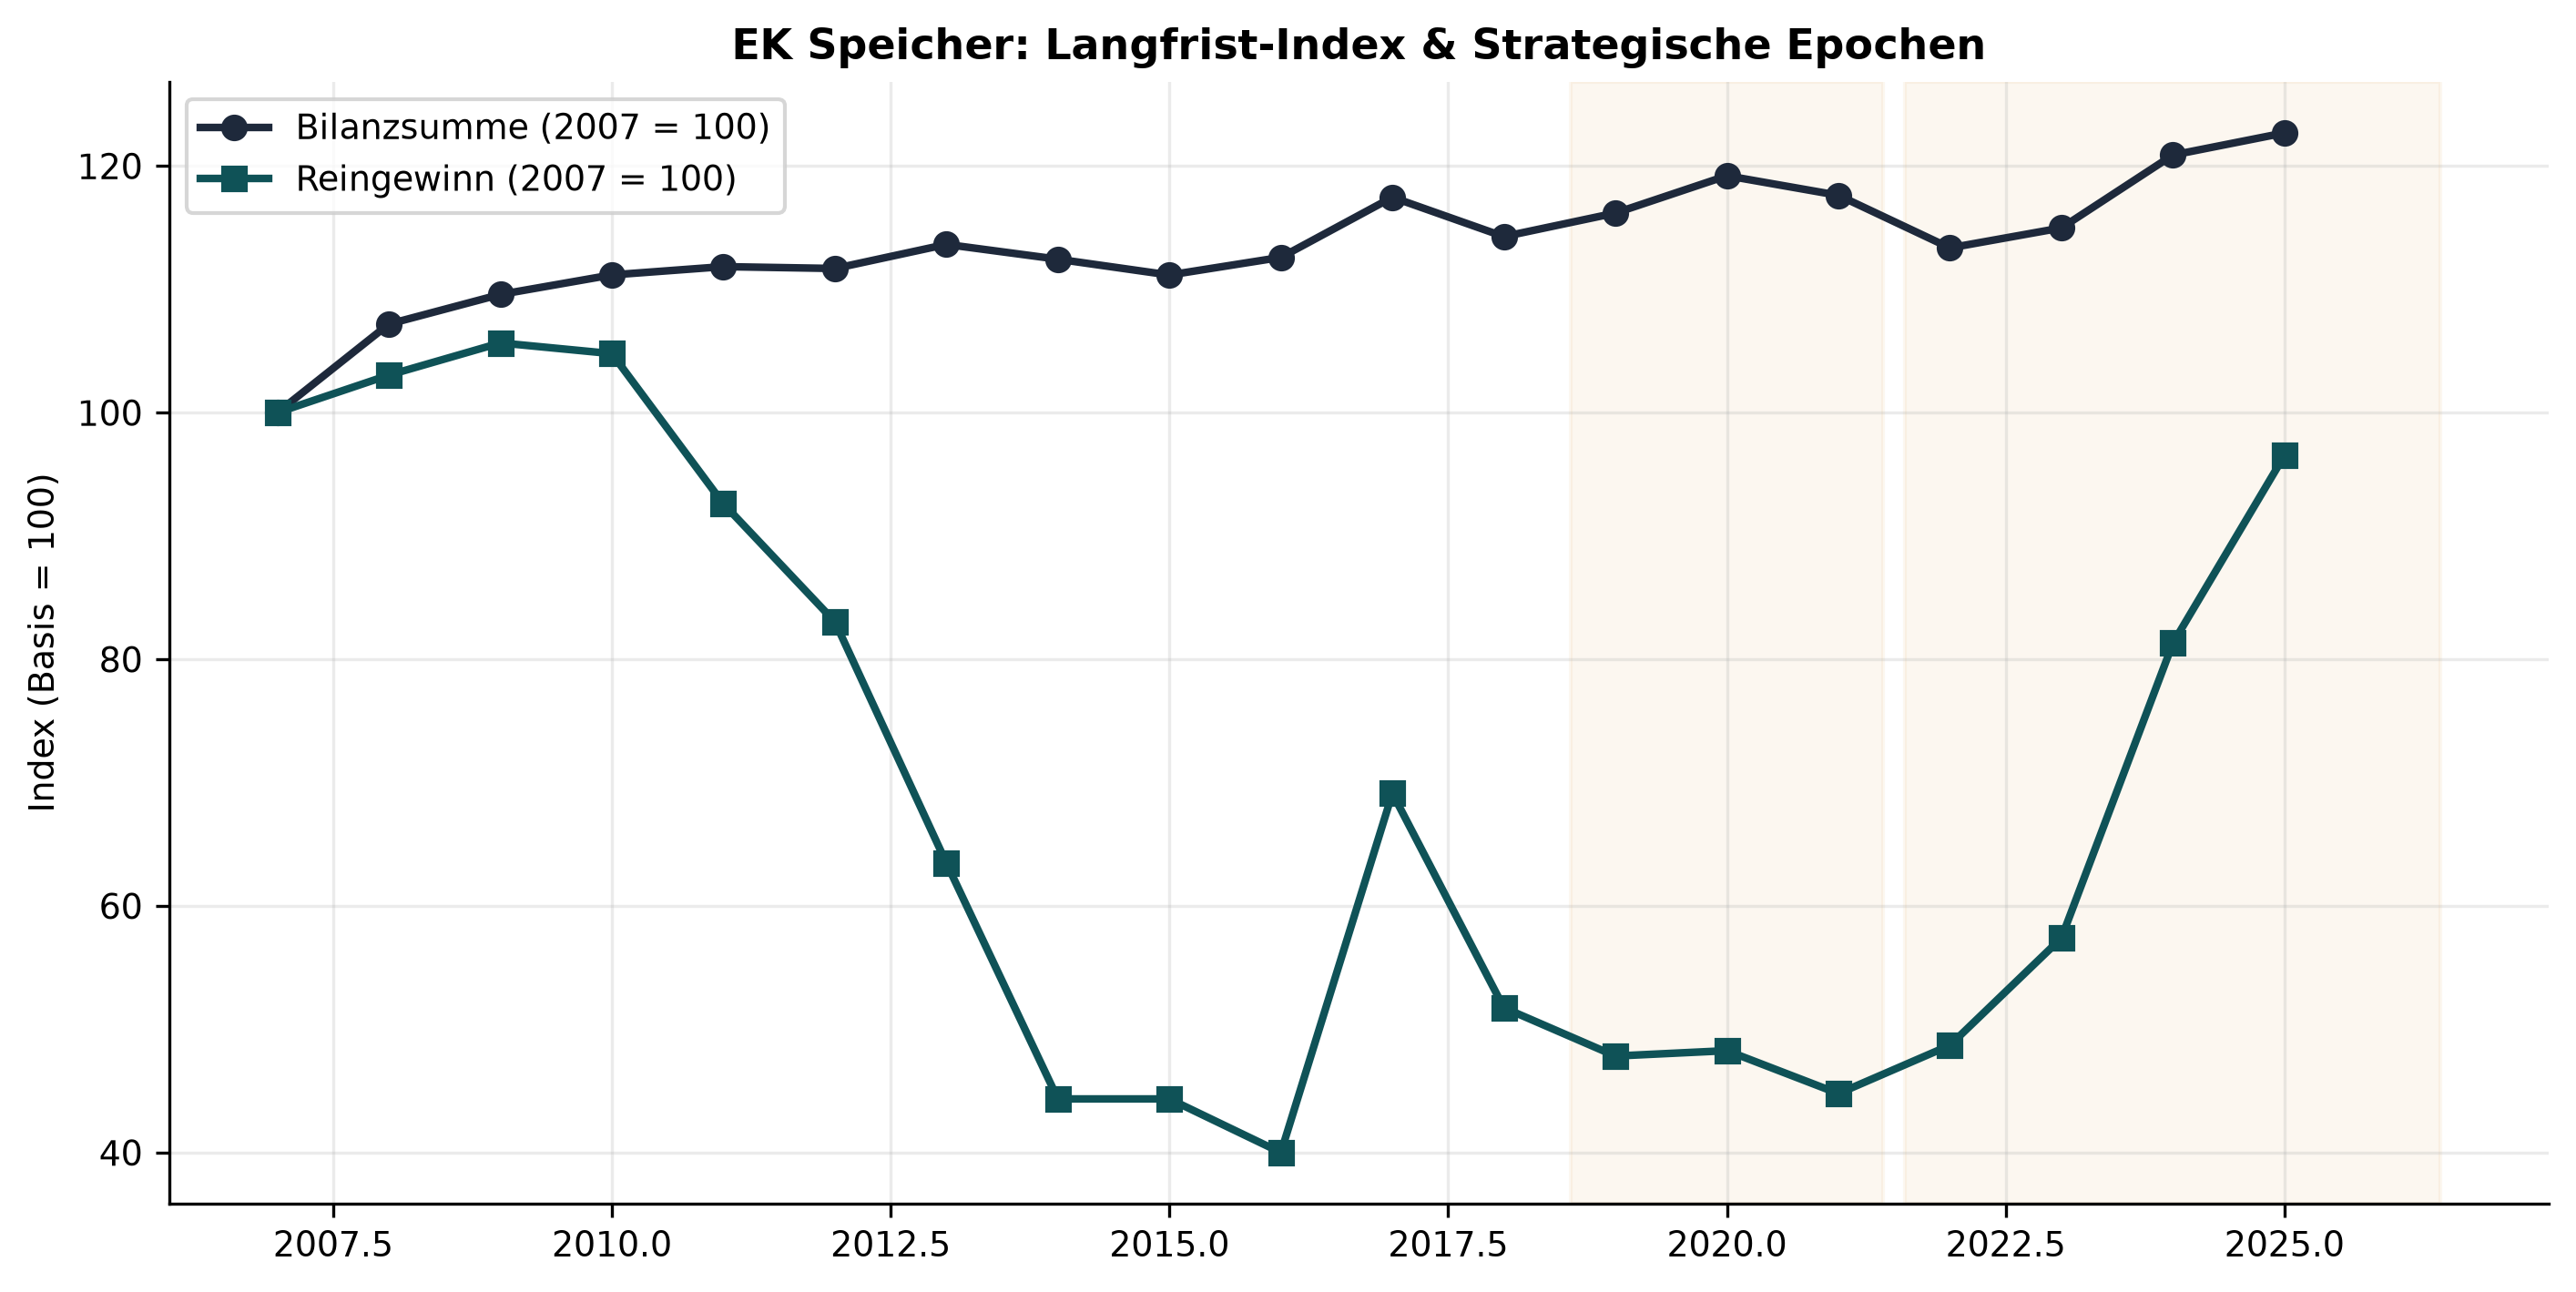 EK Speicher: Langfrist-Index & Strategische Epochen
Bilanzsumme (2007 = 100)
Reingewinn (2007 = 100)
Index (Basis = 100)
120
100
80
60
40
2007.5 2010.0 2012.5 2015.0 2017.5 2020.0 2022.5 2025.0